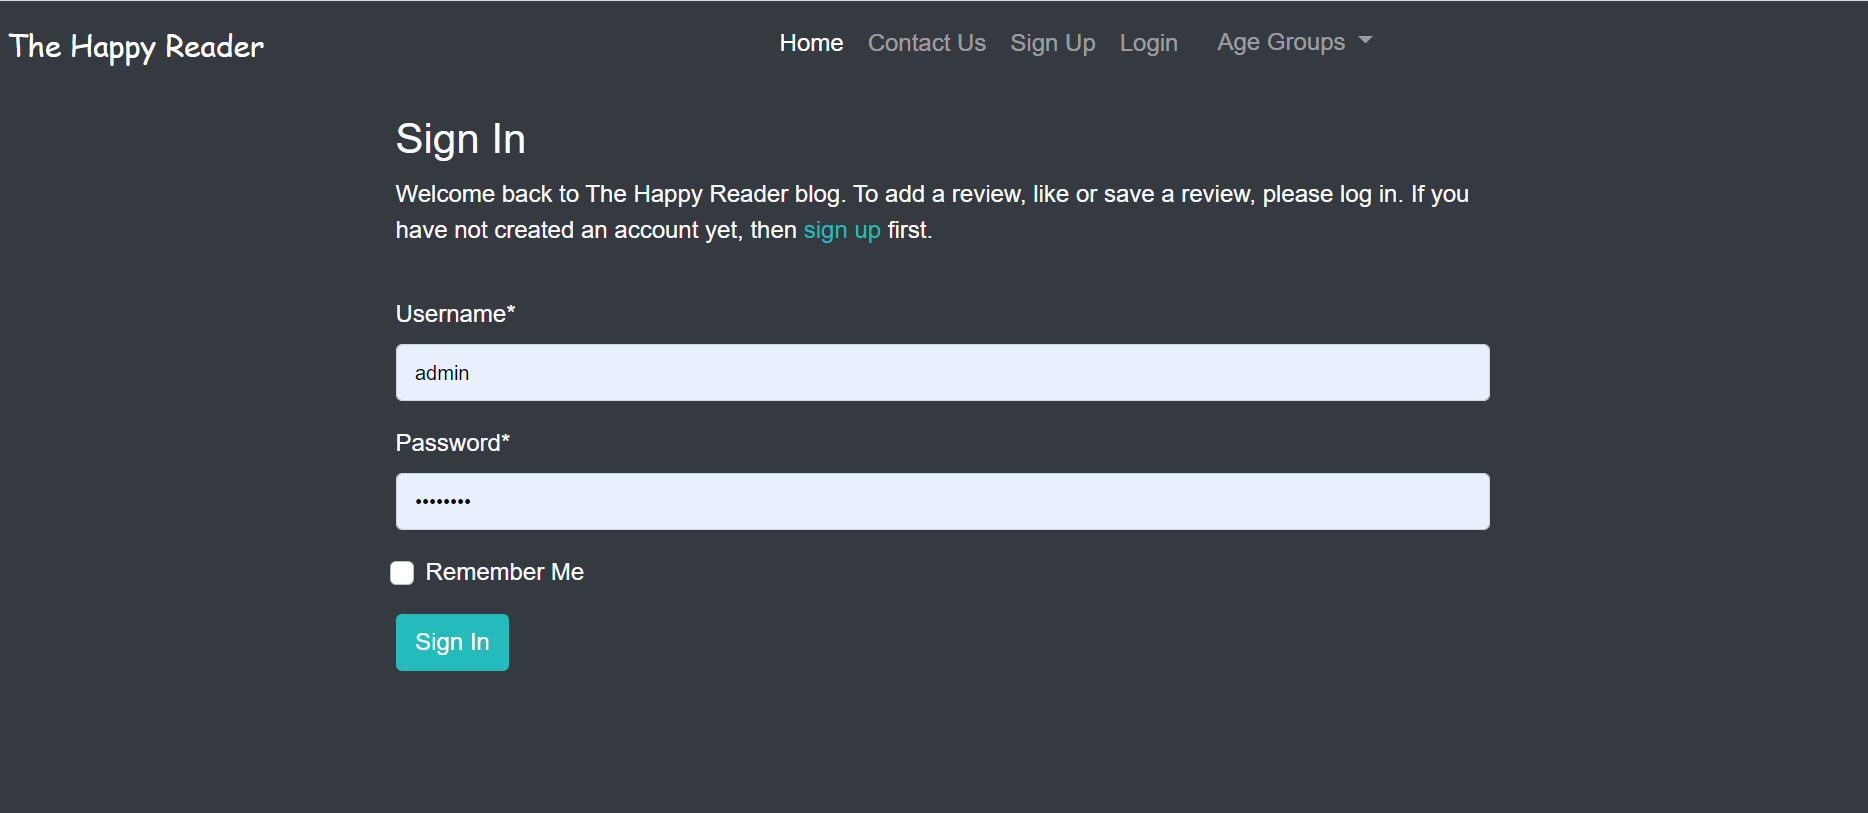 The Happy Reader
Home Contact Us Sign Up Login Age Groups
Sign In
Welcome back to The Happy Reader blog. To add a review, like or save a review, please log in. If you
have not created an account yet, then sign up first.
Username*
admin
Password*
••••••••
Remember Me
Sign In